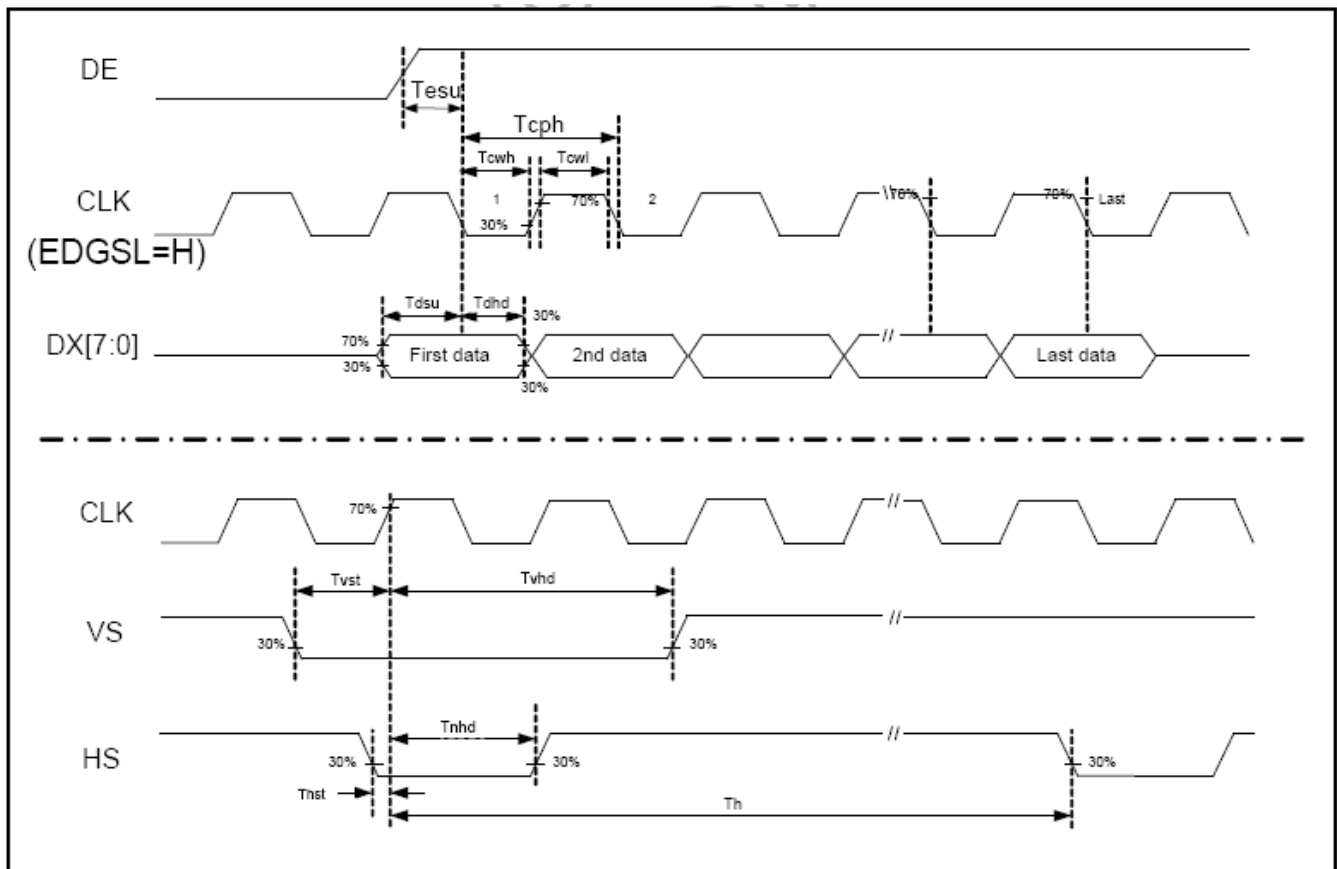 DE
Tesu
Tcph
Tcwh
Tcwl
CLK
1
70%
2
\\70%
70%
Last
30%
(EDGSL=H)
Tdsu
Tdhd
30%
DX[7:0]
70%
First data
2nd data
//
Last data
30%
30%
CLK
70%
//
Tvst
Tvhd
VS
//
30%
30%
Tnhd
//
HS
30%
30%
30%
Thst
Th